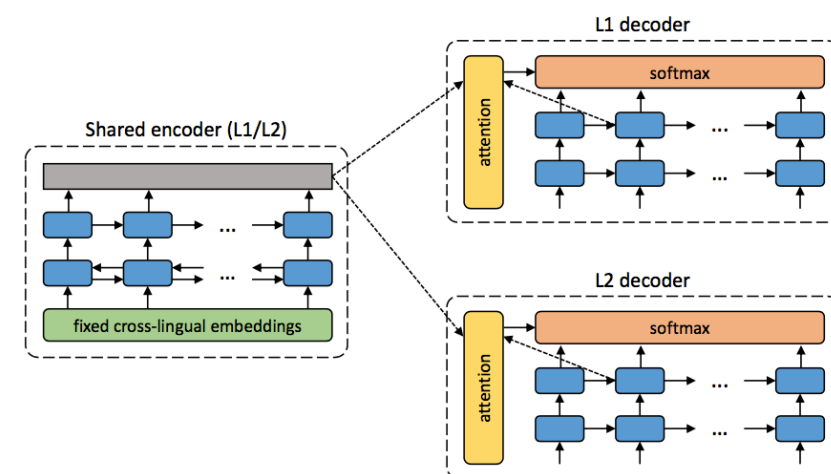 L1 decoder
softmax
attention
...
...
Shared encoder (L1/L2)
...
...
fixed cross-lingual embeddings
L2 decoder
softmax
attention
...
...